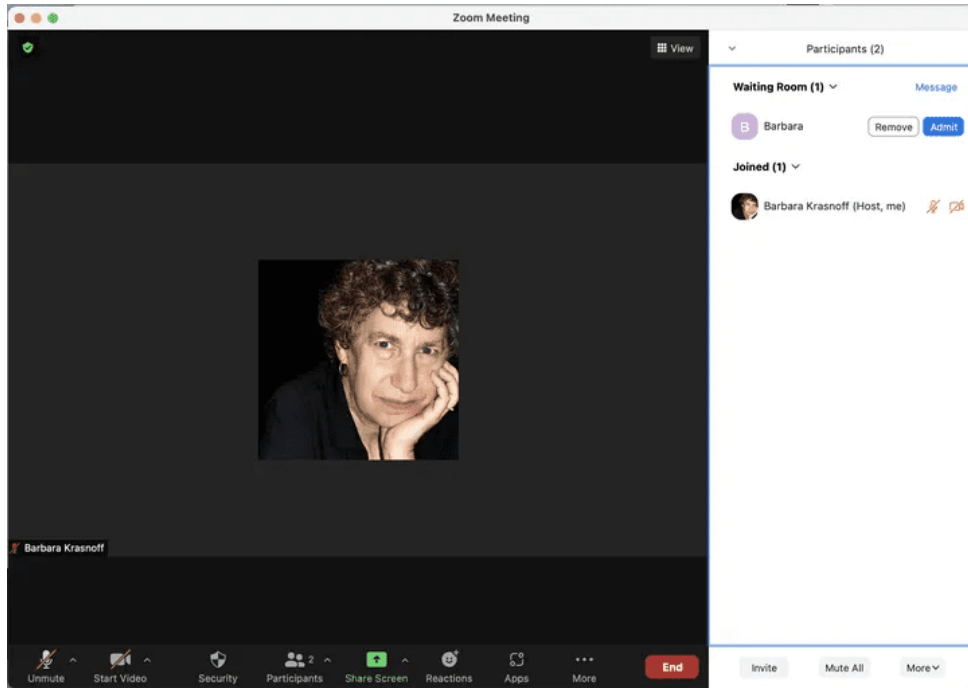 Zoom Meeting
View
Participants (2)
Waiting Room (1)
Message
B
Barbara
Remove
Admit
Joined (1)
Barbara Krasnoff (Host, me)
Barbara Krasnoff
Unmute
Start Video
Security
2
Participants
Share Screen
Reactions
Apps
More
End
Invite
Mute All
More